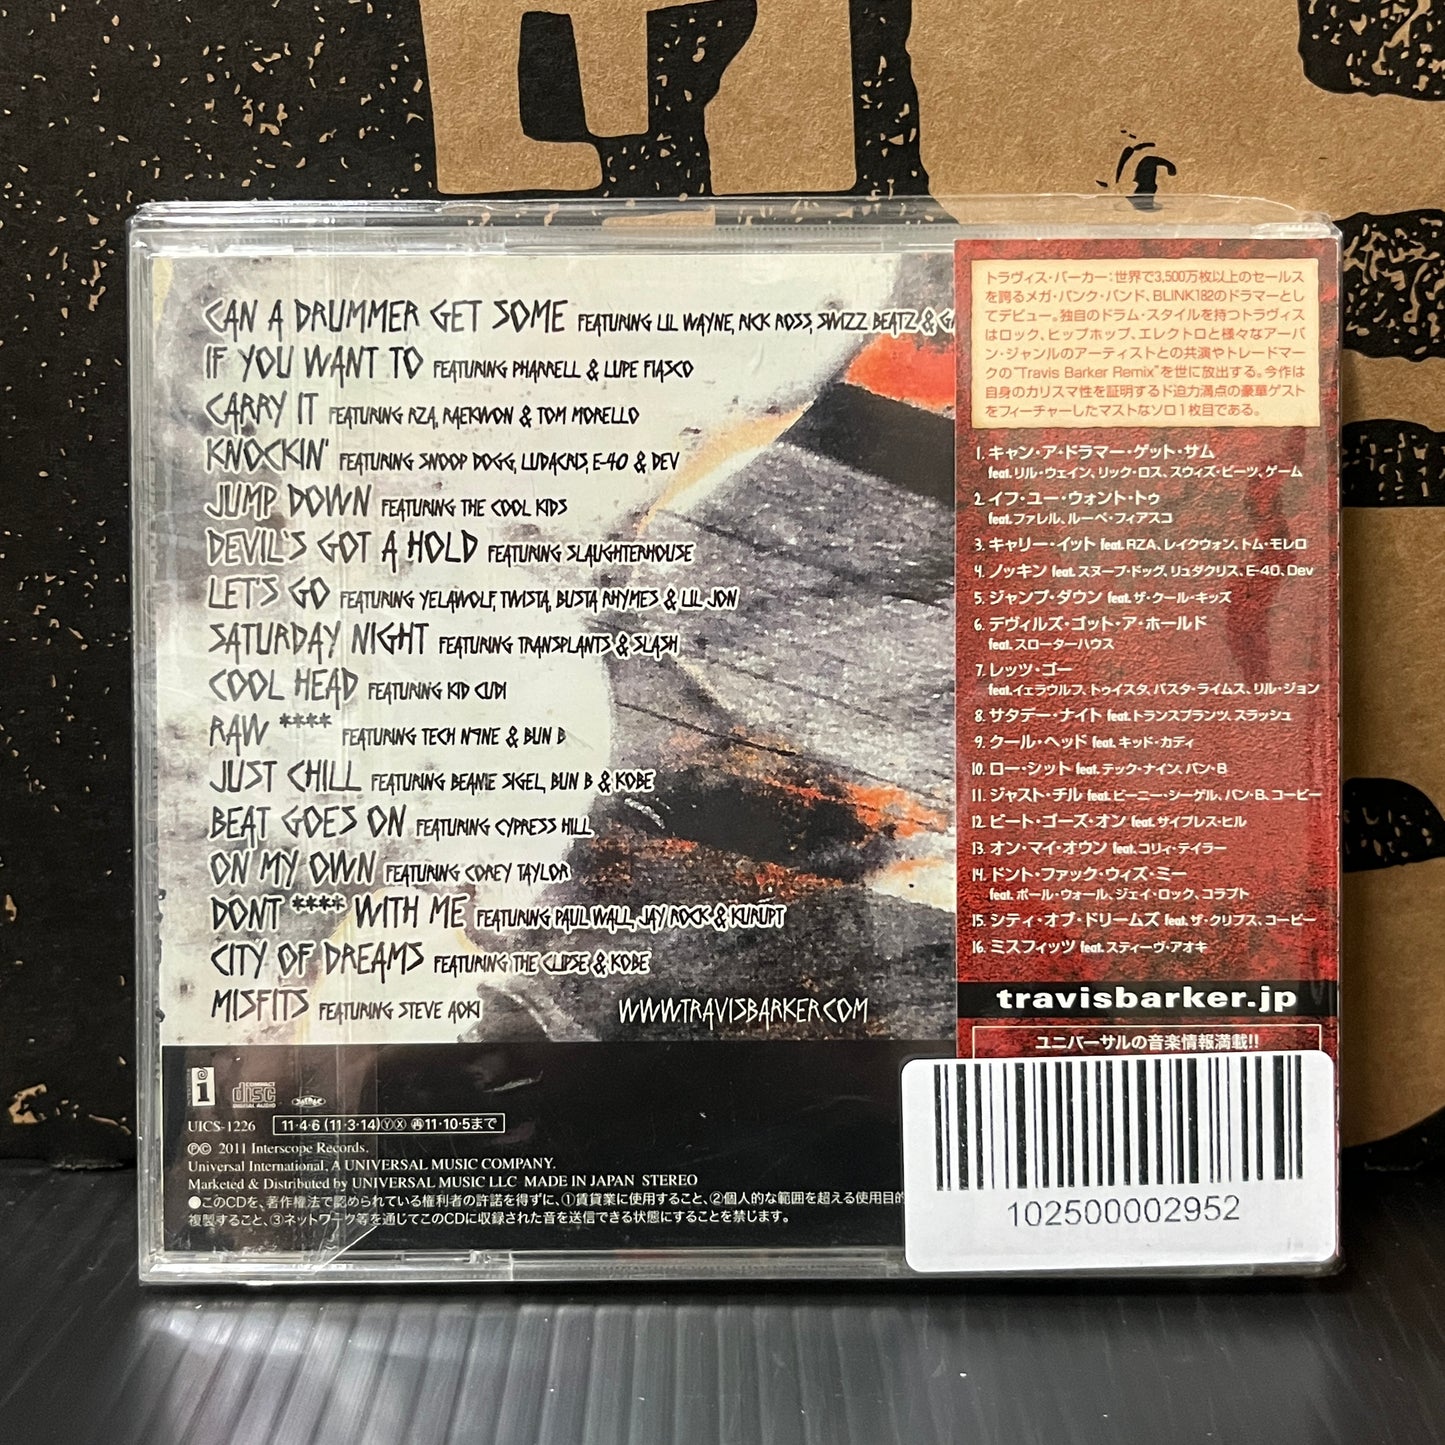 CAN A DRUMMER GET SOME FEATURING LIL WAYNE, RICK ROSS, SWIZZ BEATZ &
IF YOU WANT TO FEATURING PHARRELL & LUPE FIASCO
CARRY IT FEATURING RZA, RAEKWON & TOM MORELLO
KNOCKIN' FEATURING SNOOP DOGG, LUDACRIS, E-40 & DEV
JUMP DOWN FEATURING THE COOL KIDS
DEVIL'S GOT A HOLD FEATURING SLAUGHTERHOUSE
LET'S GO FEATURING YELAWOLF, TWISTA, BUSTA RHYMES & LIL JON
SATURDAY NIGHT FEATURING TRANSPLANTS & SLASH
COOL HEAD FEATURING KID CUDI
RAW **** FEATURING TECH N9NE & BUN B
JUST CHILL FEATURING BEANIE SIGEL, BUN B & KOBE
BEAT GOES ON FEATURING CYPRESS HILL
ON MY OWN FEATURING COREY TAYLOR
DONT **** WITH ME FEATURING PAUL WALL, JAY ROCK & KURUPT
CITY OF DREAMS FEATURING THE CLIPSE & KOBE
MISFITS FEATURING STEVE AOKI
WWW.TRAVISBARKER.COM
トラヴィス・バーカー：世界で3,500万枚以上のセールス
を誇るメガ・パンク・バンド、BLINK182のドラマーとし
てデビュー。独自のドラム・スタイルを持つトラヴィス
はロック、ヒップホップ、エレクトロと様々なアーバ
ン・ジャンルのアーティストとの共演やトレードマー
クの"Travis Barker Remix"を世に放出する。今作は
自身のカリスマ性を証明するド迫力満点の豪華ゲスト
をフィーチャーしたマストなソロ1枚目である。
1. キャン・ア・ドラマー・ゲット・サム
feat. リル・ウェイン、リック・ロス、スウィズ・ビーツ、ゲーム
2. イフ・ユー・ウォント・トゥ
feat. ファレル、ルーペ・フィアスコ
3. キャリー・イット feat. RZA、レイクウォン、トム・モレロ
4. ノッキン feat. スヌープ・ドッグ、リュダクリス、E-40、Dev
5. ジャンプ・ダウン feat. ザ・クール・キッズ
6. デヴィルズ・ゴット・ア・ホールド
feat. スローターハウス
7. レッツ・ゴー
feat. イェラウルフ、トゥイスタ、バスタ・ライムス、リル・ジョン
8. サタデー・ナイト feat. トランスプランツ、スラッシュ
9. クール・ヘッド feat. キッド・カディ
10. ロー・シット feat. テック・ナイン、バン・B
11. ジャスト・チル feat. ビーニー・シーゲル、バン・B、コービー
12. ビート・ゴーズ・オン feat. サイプレス・ヒル
13. オン・マイ・オウン feat. コリィ・テイラー
14. ドント・ファック・ウィズ・ミー
feat. ポール・ウォール、ジェイ・ロック、コラプト
15. シティ・オブ・ドリームズ feat. ザ・クリプス、コービー
16. ミスフィッツ feat. スティーヴ・アオキ
travisbarker.jp
ユニバーサルの音楽情報満載!!
i
COMPACT
disc
DIGITAL AUDIO
UICS-1226 11・4・6 (11・3・14)ⓎⓍ ㊞11・10・5まで
ⓅⒸ 2011 Interscope Records.
Universal International, A UNIVERSAL MUSIC COMPANY.
Marketed & Distributed by UNIVERSAL MUSIC LLC MADE IN JAPAN STEREO
●このCDを、著作権法で認められている権利者の許諾を得ずに、①賃貸業に使用すること、②個人的な範囲を超える使用目的
複製すること、③ネットワーク等を通じてこのCDに収録された音を送信できる状態にすることを禁じます。
102500002952